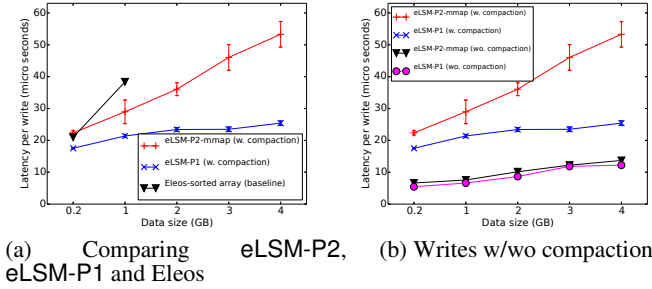 60
50
40
30
20
10
0
Latency per write (micro seconds)
eLSM-P2-mmap (w. compaction)
eLSM-P1 (w. compaction)
Eleos-sorted array (baseline)
0.2 1 2 3 4
Data size (GB)
(a) Comparing eLSM-P2,
eLSM-P1 and Eleos
60
50
40
30
20
10
0
Latency per write (micro seconds)
eLSM-P2-mmap (w. compaction)
eLSM-P1 (w. compaction)
eLSM-P2-mmap (wo. compaction)
eLSM-P1 (wo. compaction)
0.2 1 2 3 4
Data size (GB)
(b) Writes w/wo compaction